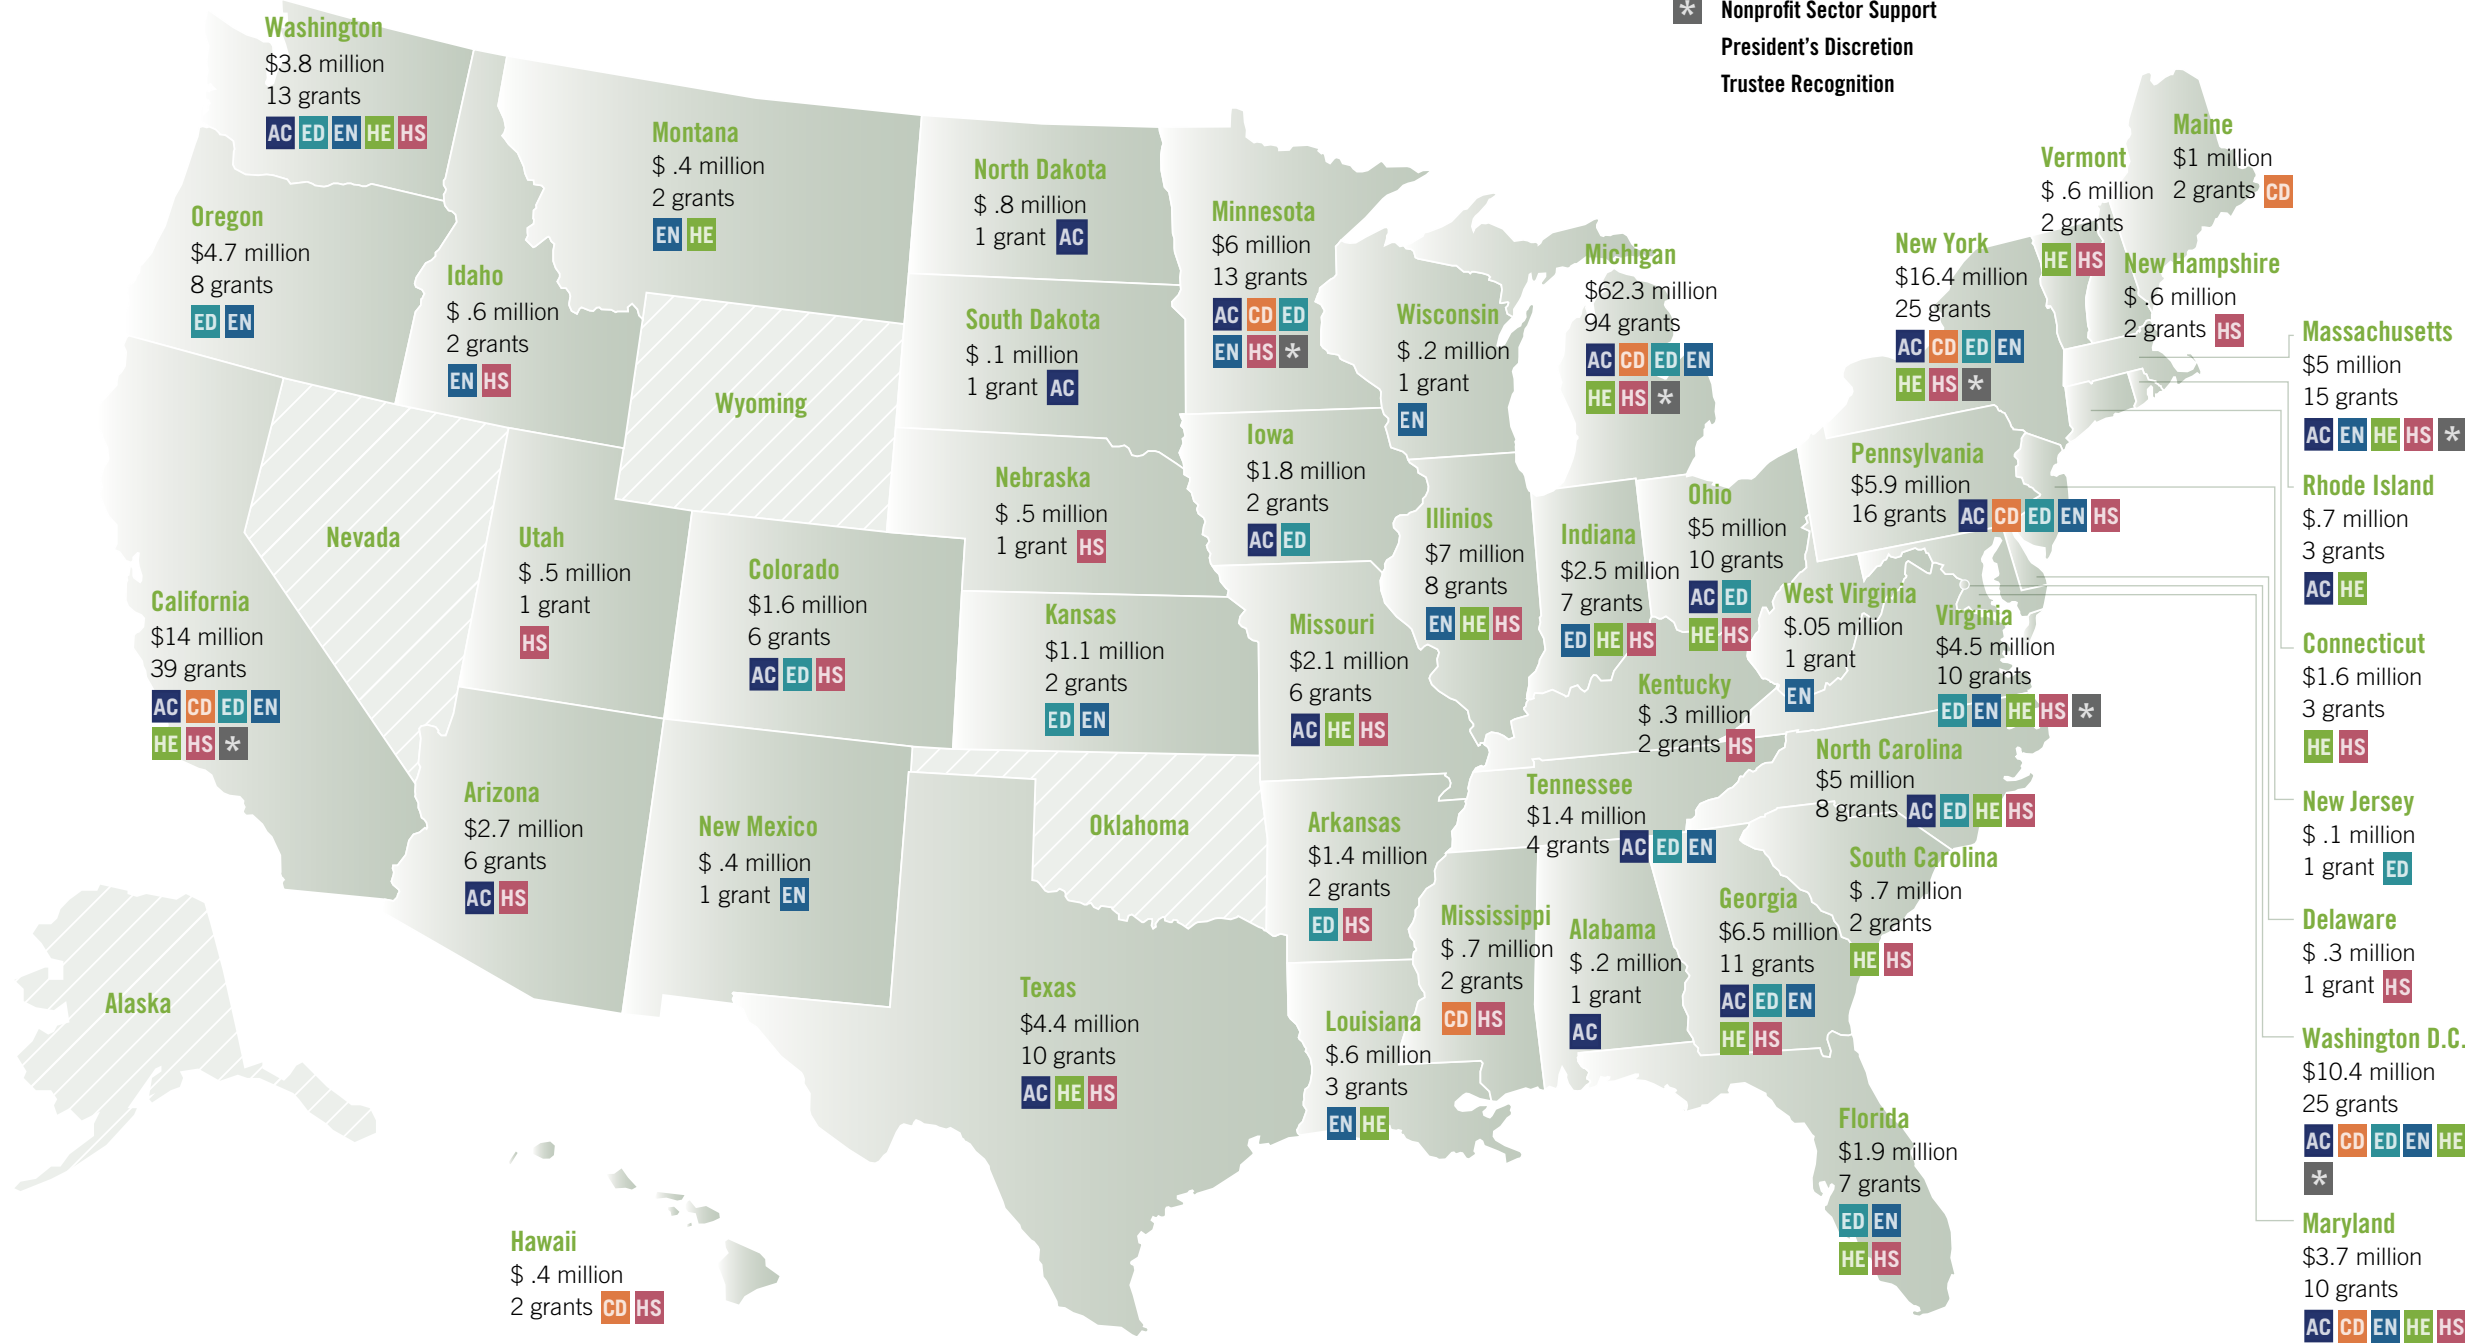 * Nonprofit Sector Support
President's Discretion
Trustee Recognition
Washington
$3.8 million
13 grants
AC ED EN HE HS
Oregon
$4.7 million
8 grants
ED EN
Idaho
$ .6 million
2 grants
EN HS
Montana
$ .4 million
2 grants
EN HE
North Dakota
$ .8 million
1 grant AC
South Dakota
$ .1 million
1 grant AC
Minnesota
$6 million
13 grants
AC CD ED
EN HS *
Wisconsin
$ .2 million
1 grant
EN
Michigan
$62.3 million
94 grants
AC CD ED EN
HE HS *
New York
$16.4 million
25 grants
AC CD ED EN
HE HS *
Vermont
$ .6 million
2 grants
HE HS
Maine
$1 million
2 grants CD
New Hampshire
$ .6 million
2 grants HS
Massachusetts
$5 million
15 grants
AC EN HE HS *
Rhode Island
$.7 million
3 grants
AC HE
Connecticut
$1.6 million
3 grants
HE HS
New Jersey
$ .1 million
1 grant ED
Delaware
$ .3 million
1 grant HS
Washington D.C.
$10.4 million
25 grants
AC CD ED EN HE
*
Maryland
$3.7 million
10 grants
AC CD EN HE HS
Wyoming
Nevada
Utah
$ .5 million
1 grant
HS
Colorado
$1.6 million
6 grants
AC ED HS
Nebraska
$ .5 million
1 grant HS
Kansas
$1.1 million
2 grants
ED EN
Iowa
$1.8 million
2 grants
AC ED
Missouri
$2.1 million
6 grants
AC HE HS
Illinios
$7 million
8 grants
EN HE HS
Indiana
$2.5 million
7 grants
ED HE HS
Ohio
$5 million
10 grants
AC ED
HE HS
Pennsylvania
$5.9 million
16 grants AC CD ED EN HS
West Virginia
$.05 million
1 grant
EN
Virginia
$4.5 million
10 grants
ED EN HE HS *
Kentucky
$ .3 million
2 grants HS
North Carolina
$5 million
8 grants AC ED HE HS
Tennessee
$1.4 million
4 grants AC ED EN
South Carolina
$ .7 million
2 grants
HE HS
Georgia
$6.5 million
11 grants
AC ED EN
HE HS
Alabama
$ .2 million
1 grant
AC
Mississippi
$ .7 million
2 grants
CD HS
Arkansas
$1.4 million
2 grants
ED HS
Louisiana
$.6 million
3 grants
EN HE
Florida
$1.9 million
7 grants
ED EN
HE HS
California
$14 million
39 grants
AC CD ED EN
HE HS *
Arizona
$2.7 million
6 grants
AC HS
New Mexico
$ .4 million
1 grant EN
Oklahoma
Texas
$4.4 million
10 grants
AC HE HS
Alaska
Hawaii
$ .4 million
2 grants CD HS